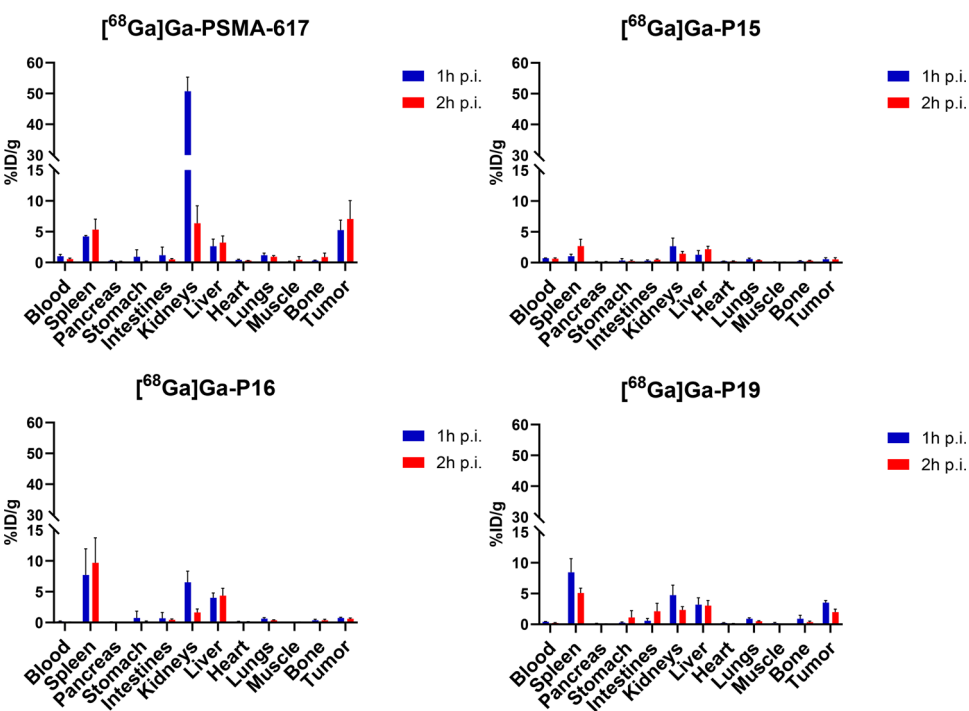 [⁶⁸Ga]Ga-PSMA-617
60
50
40
30
15
10
5
0
%ID/g
1h p.i.
2h p.i.
Blood
Spleen
Pancreas
Stomach
Intestines
Kidneys
Liver
Heart
Lungs
Muscle
Bone
Tumor
[⁶⁸Ga]Ga-P15
60
50
40
30
15
10
5
0
%ID/g
1h p.i.
2h p.i.
Blood
Spleen
Pancreas
Stomach
Intestines
Kidneys
Liver
Heart
Lungs
Muscle
Bone
Tumor
[⁶⁸Ga]Ga-P16
60
50
40
30
15
10
5
0
%ID/g
1h p.i.
2h p.i.
Blood
Spleen
Pancreas
Stomach
Intestines
Kidneys
Liver
Heart
Lungs
Muscle
Bone
Tumor
[⁶⁸Ga]Ga-P19
60
50
40
30
15
10
5
0
%ID/g
1h p.i.
2h p.i.
Blood
Spleen
Pancreas
Stomach
Intestines
Kidneys
Liver
Heart
Lungs
Muscle
Bone
Tumor